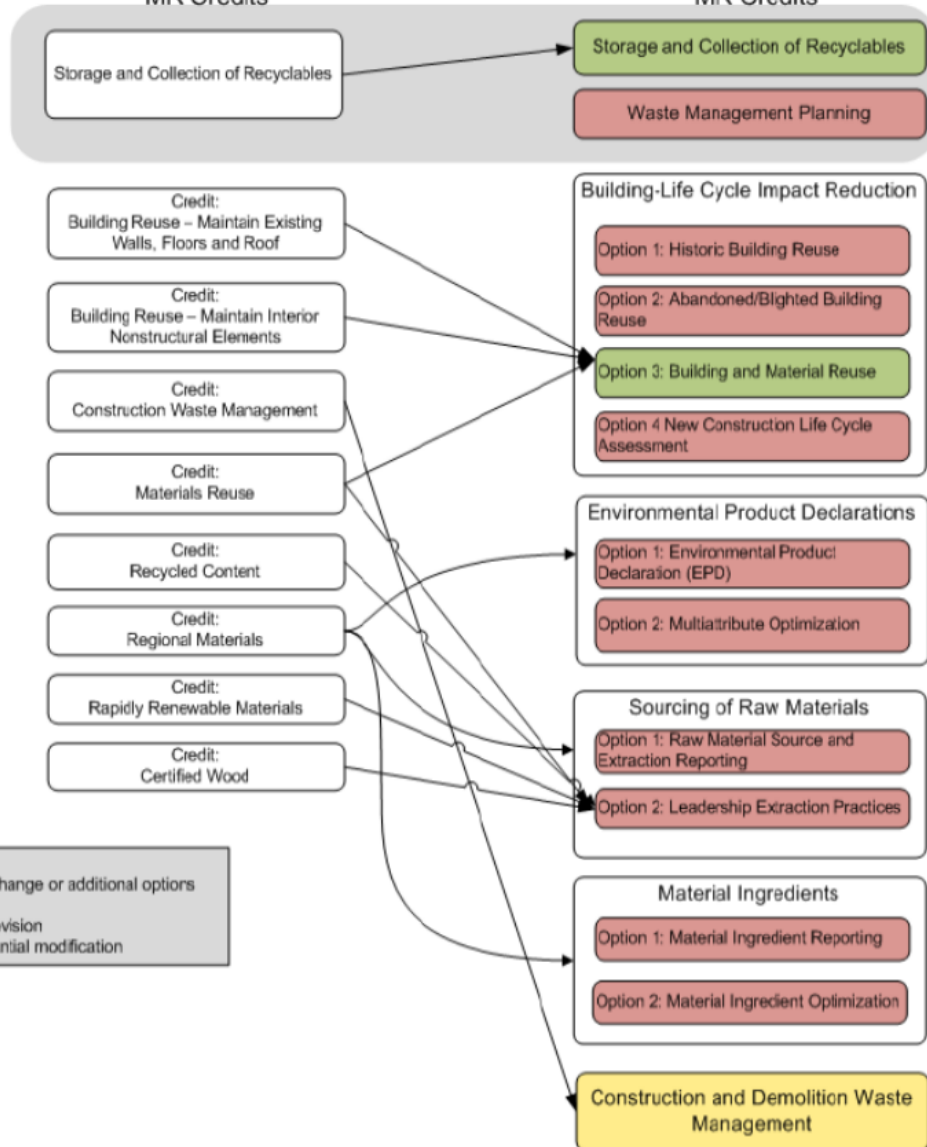 MR Credits
MR Credits
Storage and Collection of Recyclables
Storage and Collection of Recyclables
Waste Management Planning
Credit:
Building Reuse – Maintain Existing
Walls, Floors and Roof
Credit:
Building Reuse – Maintain Interior
Nonstructural Elements
Credit:
Construction Waste Management
Credit:
Materials Reuse
Credit:
Recycled Content
Credit:
Regional Materials
Credit:
Rapidly Renewable Materials
Credit:
Certified Wood
Building-Life Cycle Impact Reduction
Option 1: Historic Building Reuse
Option 2: Abandoned/Blighted Building
Reuse
Option 3: Building and Material Reuse
Option 4 New Construction Life Cycle
Assessment
Environmental Product Declarations
Option 1: Environmental Product
Declaration (EPD)
Option 2: Multiattribute Optimization
Sourcing of Raw Materials
Option 1: Raw Material Source and
Extraction Reporting
Option 2: Leadership Extraction Practices
Material Ingredients
Option 1: Material Ingredient Reporting
Option 2: Material Ingredient Optimization
Construction and Demolition Waste
Management
or additional options
modification